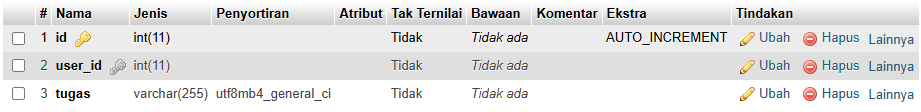 # Nama Jenis Penyortiran Atribut Tak Ternilai Bawaan Komentar Ekstra Tindakan
1 id int(11) Tidak Tidak ada AUTO_INCREMENT Ubah Hapus Lainnya
2 user_id int(11) Tidak Tidak ada Ubah Hapus Lainnya
3 tugas varchar(255) utf8mb4_general_ci Tidak Tidak ada Ubah Hapus Lainnya